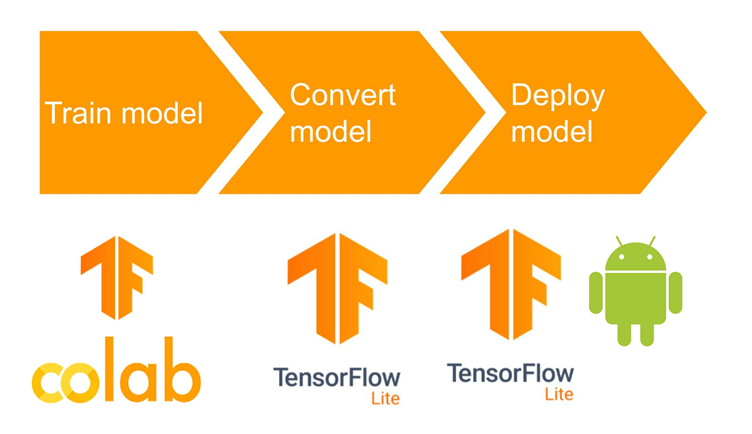 Train model
Convert
model
Deploy
model
colab
TensorFlow
Lite
TensorFlow
Lite